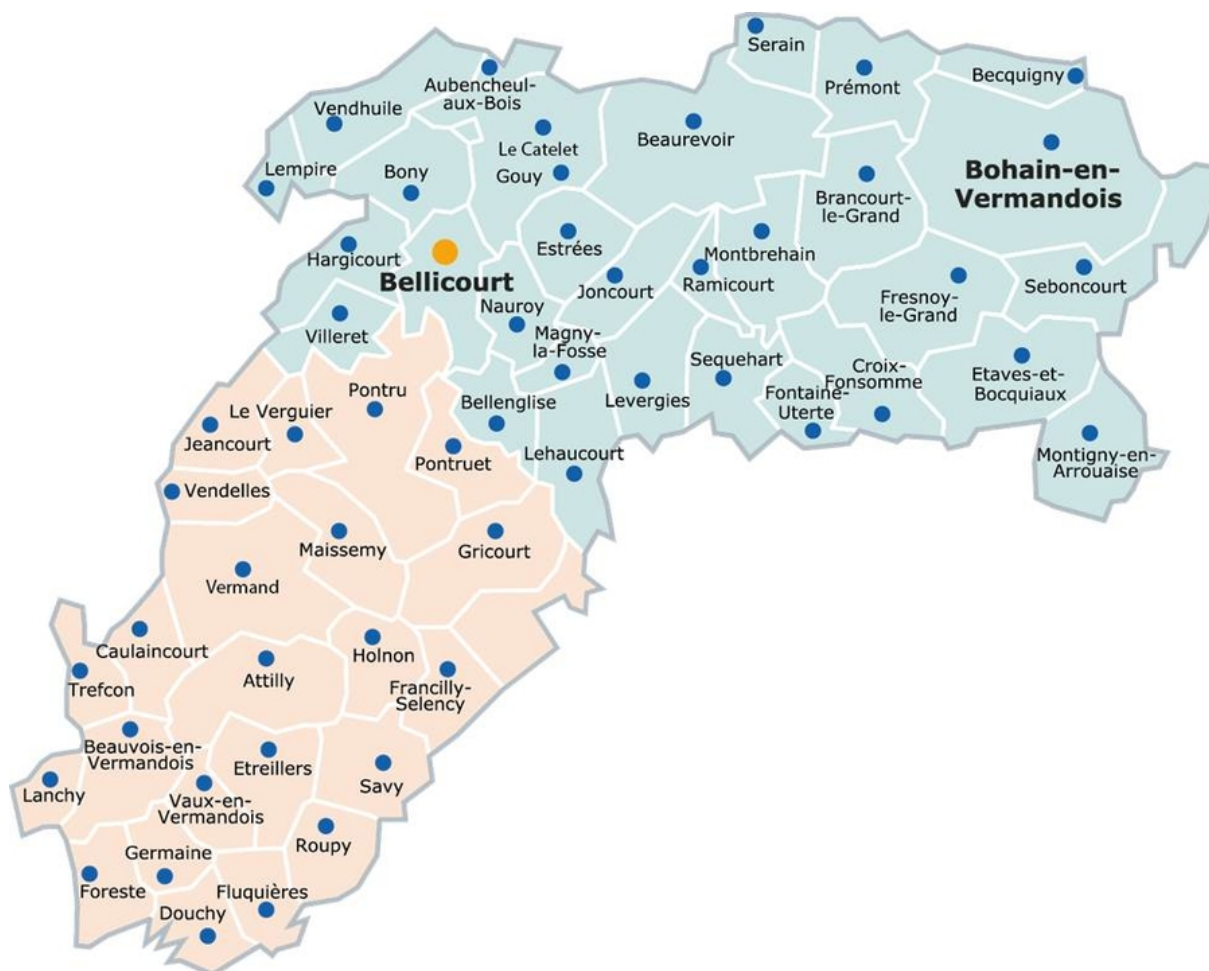 Serain
Prémont
Becquigny
Aubencheul-
aux-Bois
Vendhuile
Le Catelet
Beaurevoir
Lempire
Bony
Gouy
Bohain-en-
Vermandois
Brancourt-
le-Grand
Hargicourt
Bellicourt
Estrées
Montbrehain
Joncourt
Ramicourt
Fresnoy-
le-Grand
Seboncourt
Nauroy
Villeret
Magny-
la-Fosse
Sequehart
Croix-
Fonsomme
Etaves-et-
Bocquiaux
Pontru
Bellenglise
Levergies
Fontaine-
Uterte
Le Verguier
Jeancourt
Pontruet
Lehaucourt
Montigny-en-
Arrouaise
Vendelles
Maissemy
Gricourt
Vermand
Caulaincourt
Holnon
Trefcon
Attilly
Francilly-
Selency
Beauvois-en-
Vermandois
Etreillers
Savy
Lanchy
Vaux-en-
Vermandois
Roupy
Germaine
Foreste
Fluquières
Douchy